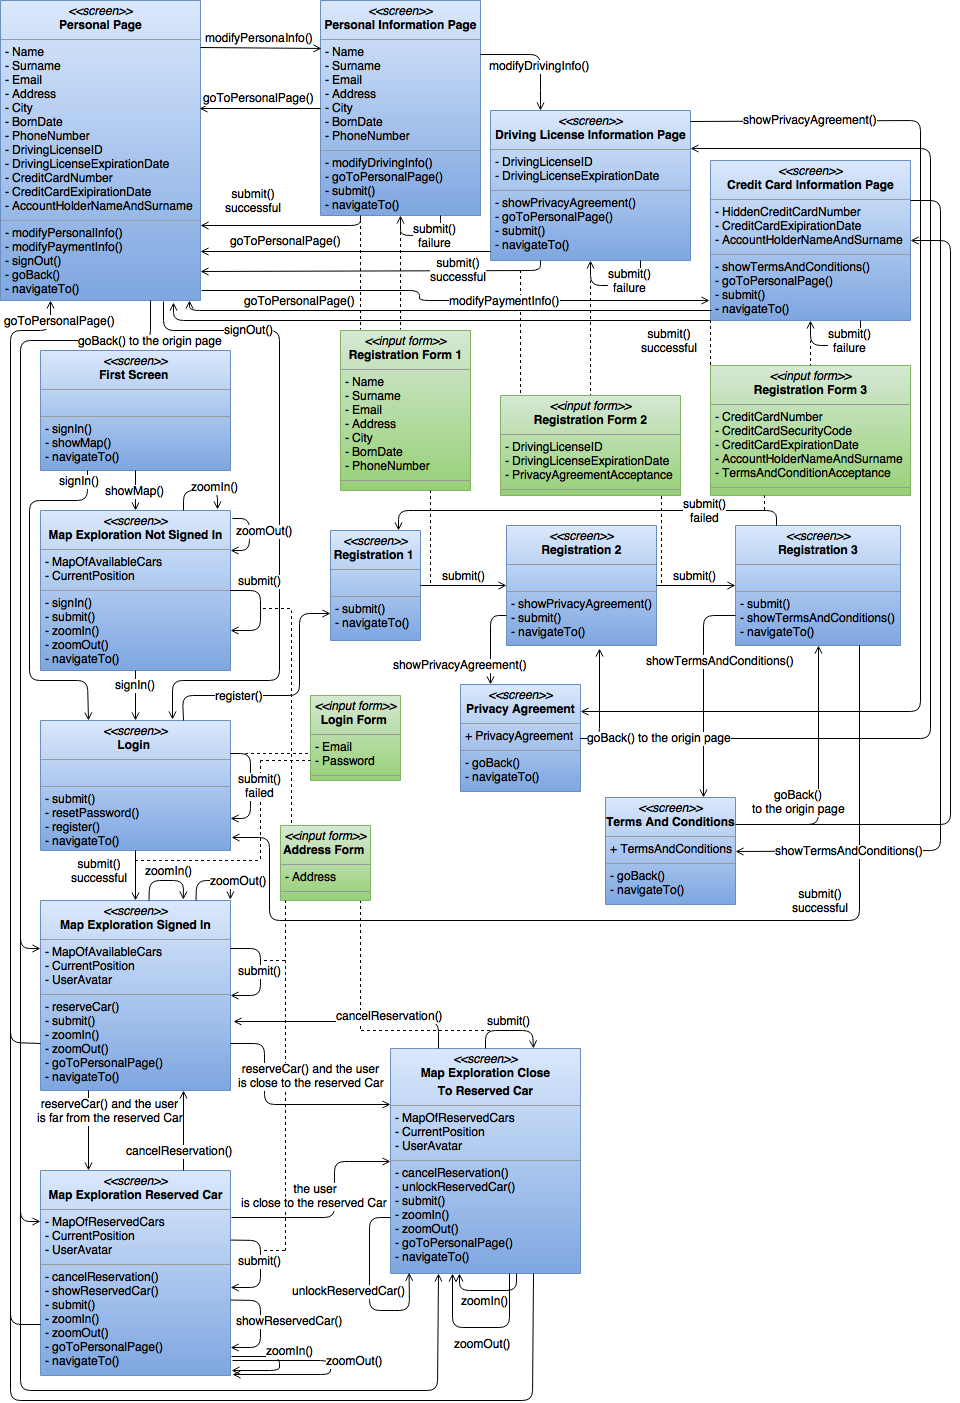 <<screen>>
Personal Page
- Name
- Surname
- Email
- Address
- City
- BornDate
- PhoneNumber
- DrivingLicenseID
- DrivingLicenseExpirationDate
- CreditCardNumber
- CreditCardExipirationDate
- AccountHolderNameAndSurname
- modifyPersonalInfo()
- modifyPaymentInfo()
- signOut()
- goBack()
- navigateTo()
modifyPersonaInfo()
goToPersonalPage()
<<screen>>
Personal Information Page
- Name
- Surname
- Email
- Address
- City
- BornDate
- PhoneNumber
- modifyDrivingInfo()
- goToPersonalPage()
- submit()
- navigateTo()
modifyDrivingInfo()
<<screen>>
Driving License Information Page
- DrivingLicenseID
- DrivingLicenseExpirationDate
- showPrivacyAgreement()
- goToPersonalPage()
- submit()
- navigateTo()
showPrivacyAgreement()
<<screen>>
Credit Card Information Page
- HiddenCreditCardNumber
- CreditCardExipirationDate
- AccountHolderNameAndSurname
- showTermsAndConditions()
- goToPersonalPage()
- submit()
- navigateTo()
submit()
successful
submit()
failure
goToPersonalPage()
submit()
successful
submit()
failure
goToPersonalPage()
modifyPaymentInfo()
submit()
successful
submit()
failure
goToPersonalPage()
signOut()
goBack() to the origin page
<<screen>>
First Screen
- signIn()
- showMap()
- navigateTo()
<<input form>>
Registration Form 1
- Name
- Surname
- Email
- Address
- City
- BornDate
- PhoneNumber
<<input form>>
Registration Form 2
- DrivingLicenseID
- DrivingLicenseExpirationDate
- PrivacyAgreementAcceptance
<<input form>>
Registration Form 3
- CreditCardNumber
- CreditCardSecurityCode
- CreditCardExpirationDate
- AccountHolderNameAndSurname
- TermsAndConditionAcceptance
signIn()
showMap()
zoomIn()
zoomOut()
submit()
<<screen>>
Map Exploration Not Signed In
- MapOfAvailableCars
- CurrentPosition
- signIn()
- submit()
- zoomIn()
- zoomOut()
- navigateTo()
submit()
failed
<<screen>>
Registration 1
- submit()
- navigateTo()
submit()
<<screen>>
Registration 2
- showPrivacyAgreement()
- submit()
- navigateTo()
submit()
<<screen>>
Registration 3
- submit()
- showTermsAndConditions()
- navigateTo()
showPrivacyAgreement()
showTermsAndConditions()
signIn()
register()
<<screen>>
Login
- submit()
- resetPassword()
- register()
- navigateTo()
<<input form>>
Login Form
- Email
- Password
<<screen>>
Privacy Agreement
+ PrivacyAgreement
- goBack()
- navigateTo()
goBack() to the origin page
submit()
failed
goBack()
to the origin page
<<screen>>
Terms And Conditions
+ TermsAndConditions
- goBack()
- navigateTo()
showTermsAndConditions()
<<input form>>
Address Form
- Address
submit()
successful
zoomIn()
zoomOut()
submit()
successful
<<screen>>
Map Exploration Signed In
- MapOfAvailableCars
- CurrentPosition
- UserAvatar
- reserveCar()
- submit()
- zoomIn()
- zoomOut()
- goToPersonalPage()
- navigateTo()
submit()
cancelReservation()
submit()
reserveCar() and the user
is close to the reserved Car
reserveCar() and the user
is far from the reserved Car
cancelReservation()
<<screen>>
Map Exploration Close
To Reserved Car
- MapOfReservedCars
- CurrentPosition
- UserAvatar
- cancelReservation()
- unlockReservedCar()
- submit()
- zoomIn()
- zoomOut()
- goToPersonalPage()
- navigateTo()
<<screen>>
Map Exploration Reserved Car
- MapOfReservedCars
- CurrentPosition
- UserAvatar
- cancelReservation()
- showReservedCar()
- submit()
- zoomIn()
- zoomOut()
- goToPersonalPage()
- navigateTo()
the user
is close to the reserved Car
submit()
unlockReservedCar()
zoomIn()
showReservedCar()
zoomOut()
zoomIn()
zoomOut()